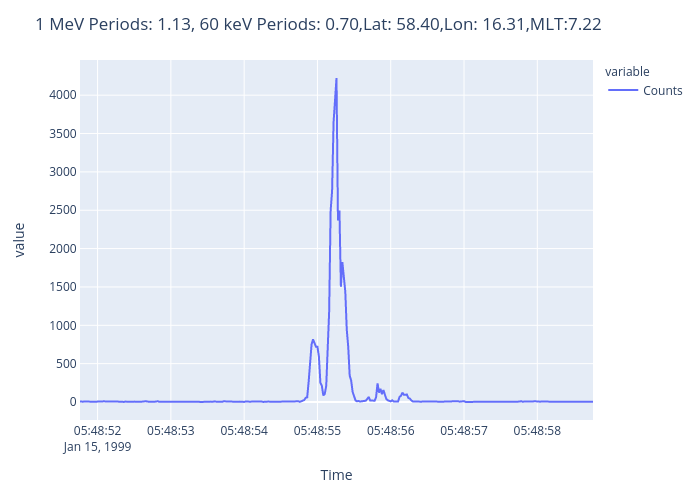 1 MeV Periods: 1.13, 60 keV Periods: 0.70,Lat: 58.40,Lon: 16.31,MLT:7.22
variable
Counts
4000
3500
3000
2500
2000
1500
1000
500
0
value
05:48:52 05:48:53 05:48:54 05:48:55 05:48:56 05:48:57 05:48:58
Jan 15, 1999
Time